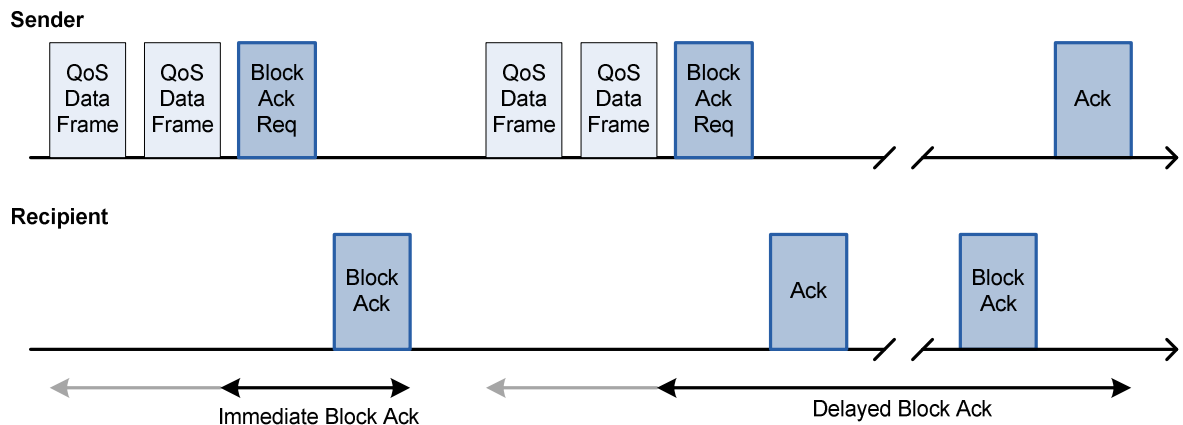 Sender
QoS
Data
Frame
QoS
Data
Frame
Block
Ack
Req
QoS
Data
Frame
QoS
Data
Frame
Block
Ack
Req
Ack
Recipient
Block
Ack
Ack
Block
Ack
Immediate Block Ack
Delayed Block Ack